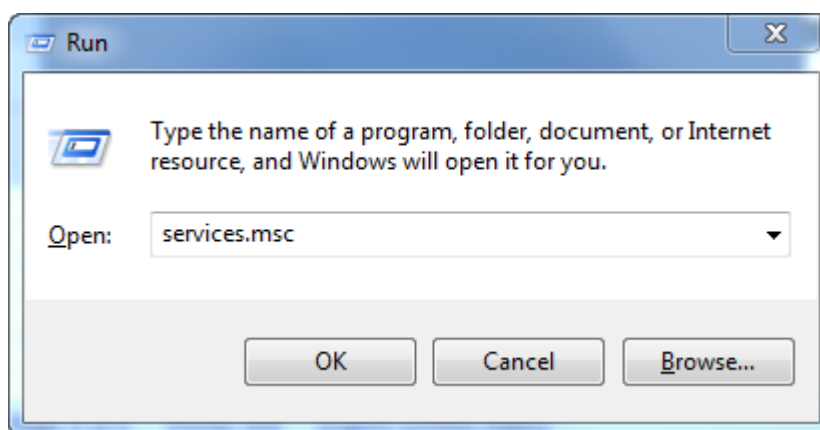 Run
Type the name of a program, folder, document, or Internet
resource, and Windows will open it for you.
Open: services.msc
OK Cancel Browse...